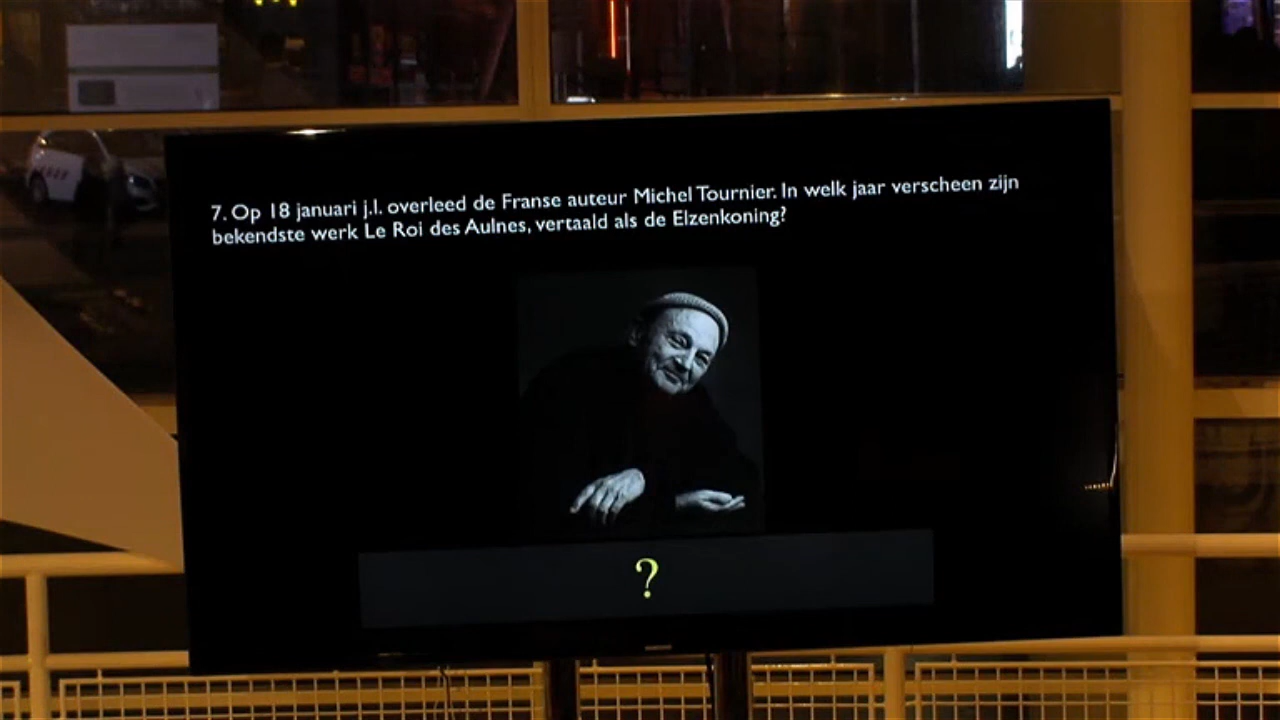 7. Op 18 januari j.l. overleed de Franse auteur Michel Tournier. In welk jaar verscheen zijn
bekendste werk Le Roi des Aulnes, vertaald als de Elzenkoning?
?